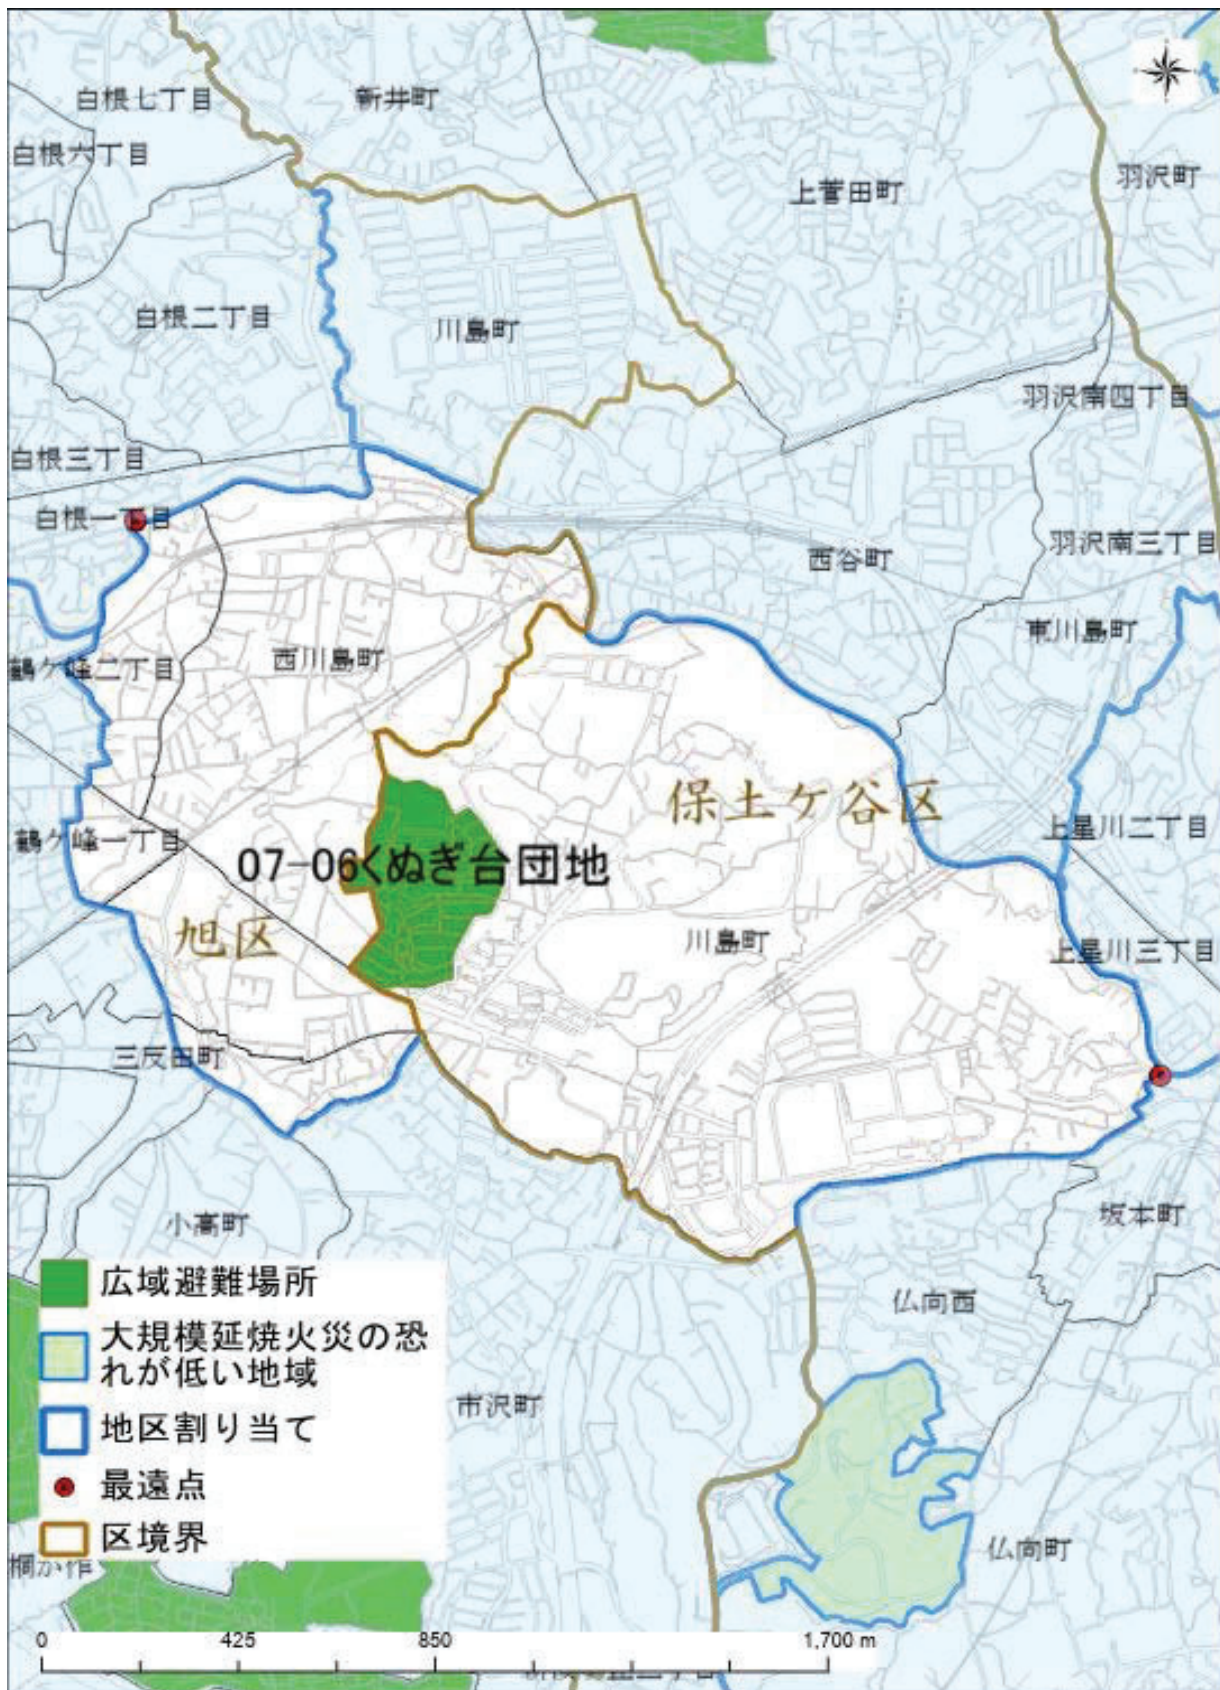 白根七丁目
新井町
白根六丁目
上菅田町
羽沢町
白根二丁目
川島町
羽沢南四丁目
白根三丁目
白根一丁目
羽沢南三丁目
西谷町
東川島町
西川島町
鶴ケ峰二丁目
保土ケ谷区
鶴ケ峰一丁目
上星川二丁目
07-06くぬぎ台団地
旭区
川島町
上星川三丁目
三反田町
坂本町
小高町
仏向西
広域避難場所
大規模延焼火災の恐
れが低い地域
市沢町
地区割り当て
最遠点
区境界
仏向町
桐が作
0 425 850 1,700 m